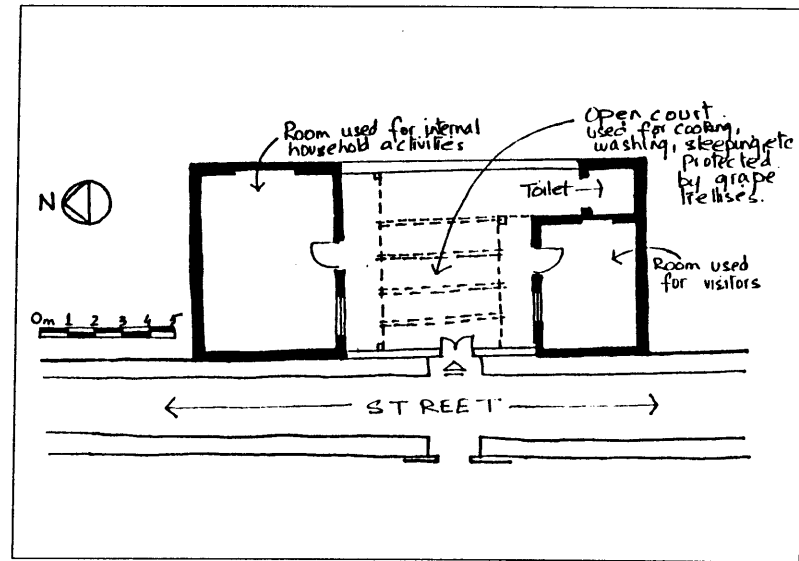 Room used for internal
household activities
Open court
used for cooking,
washing, sleeping, etc
protected
by grape
trellises.
Toilet
N
Room used
for visitors
0m 1 2 3 4 5
STREET